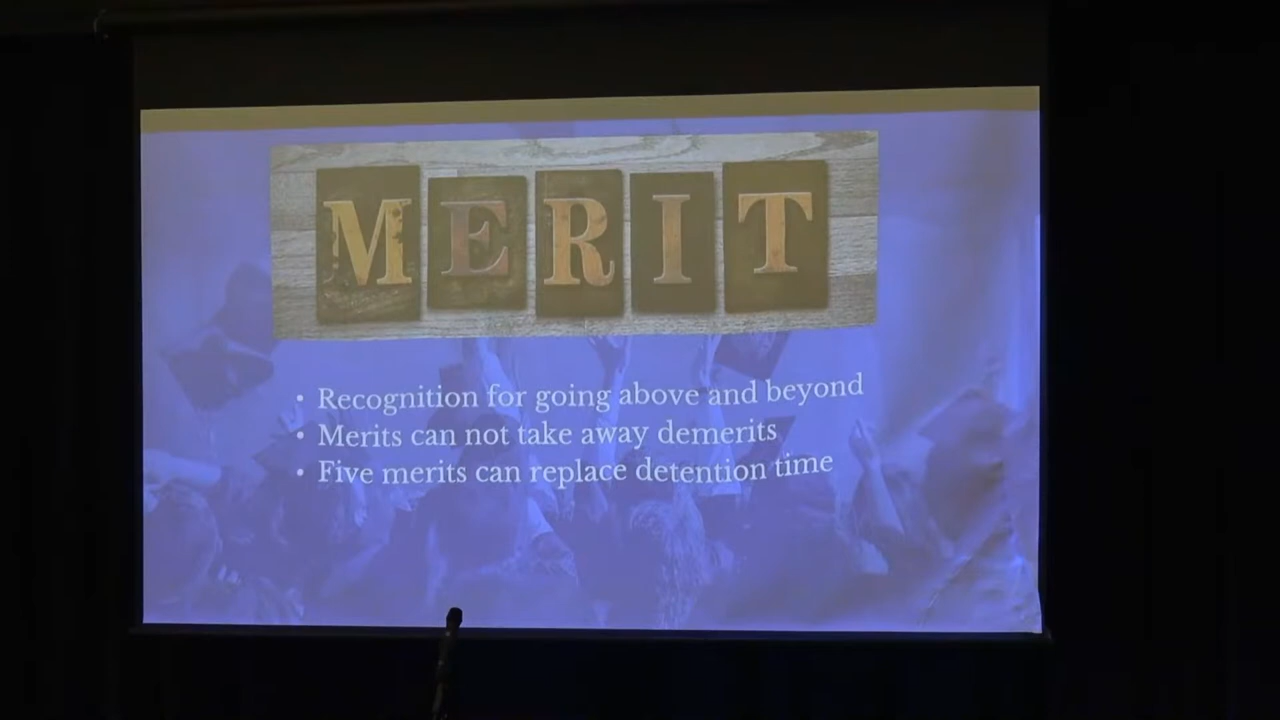 MERIT
• Recognition for going above and beyond
• Merits can not take away demerits
• Five merits can replace detention time